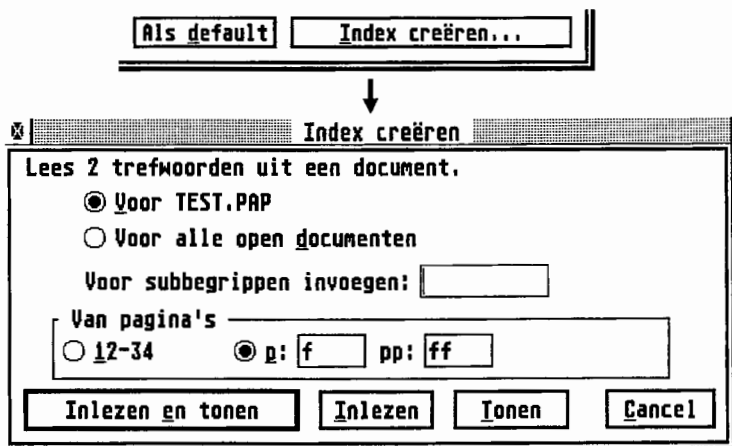 Als default Index creëren...
Index creëren
Lees 2 trefwoorden uit een document.
Voor TEST.PAP
Voor alle open documenten
Voor subbegrippen invoegen:
Van pagina's
12-34 p: f pp: ff
Inlezen en tonen Inlezen Tonen Cancel